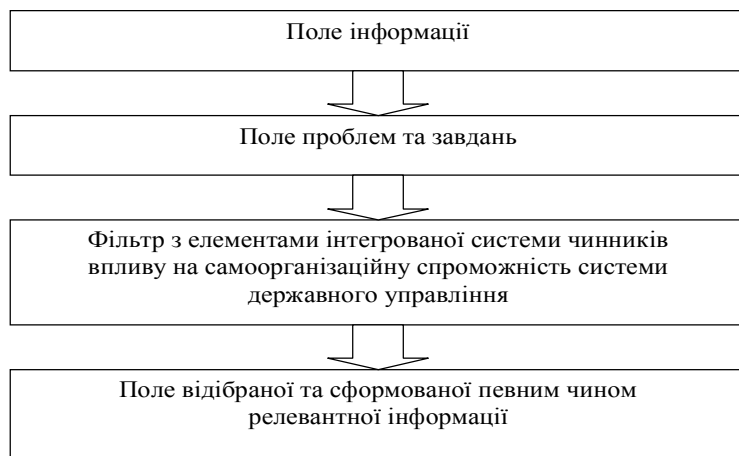 Поле інформації
Поле проблем та завдань
Фільтр з елементами інтегрованої системи чинників
впливу на самоорганізаційну спроможність системи
державного управління
Поле відібраної та сформованої певним чином
релевантної інформації